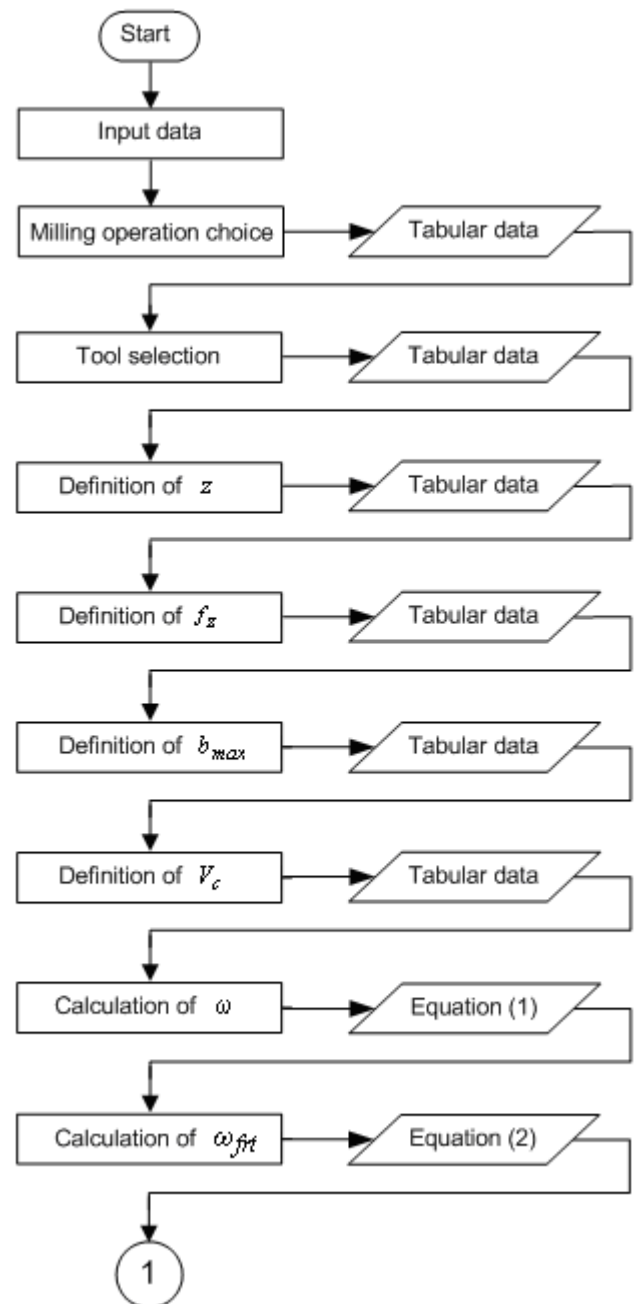 Start
Input data
Milling operation choice
Tabular data
Tool selection
Tabular data
Definition of z
Tabular data
Definition of f_z
Tabular data
Definition of b_max
Tabular data
Definition of V_c
Tabular data
Calculation of ω
Equation (1)
Calculation of ω_frt
Equation (2)
1